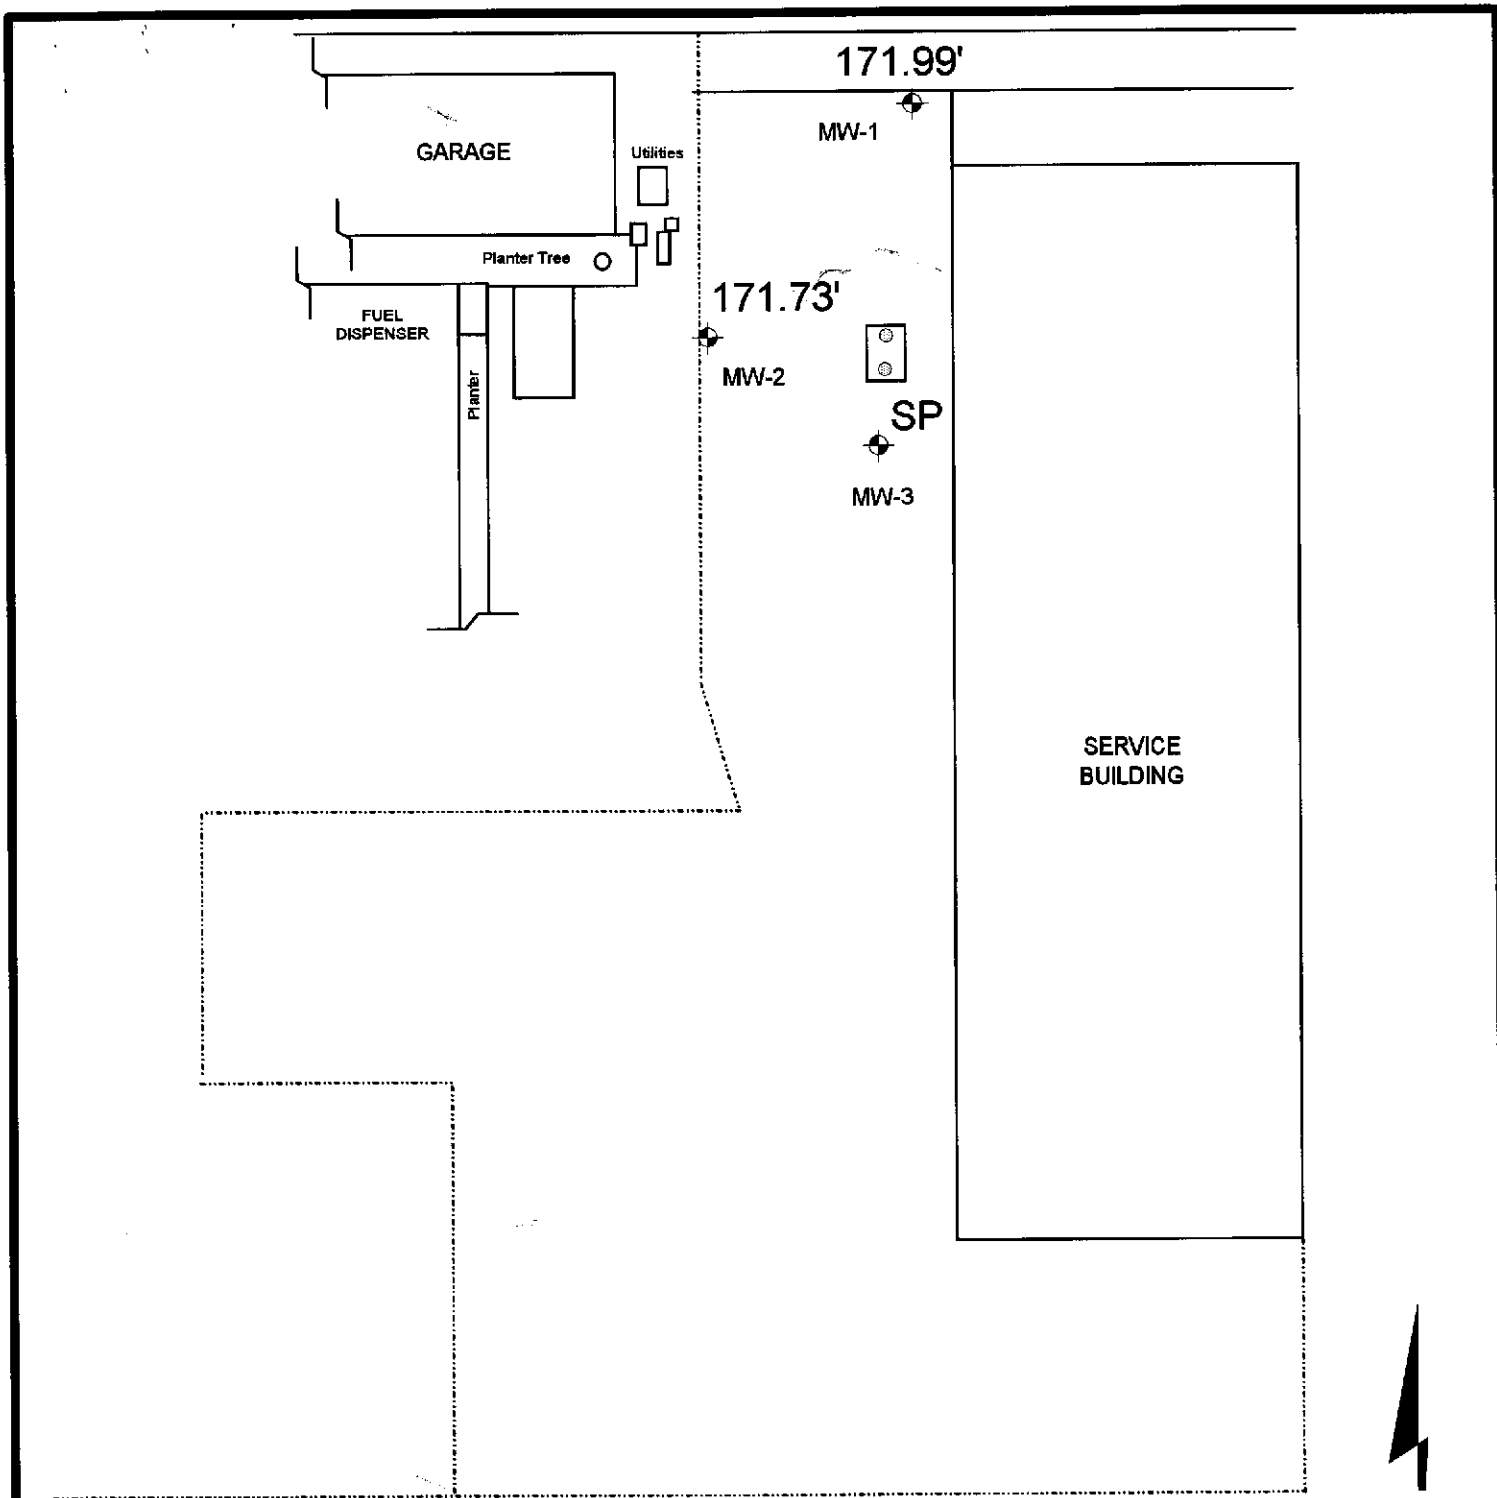 171.99'
MW-1
GARAGE
Utilities
Planter Tree
171.73'
FUEL
DISPENSER
MW-2
Planter
SP
MW-3
SERVICE
BUILDING